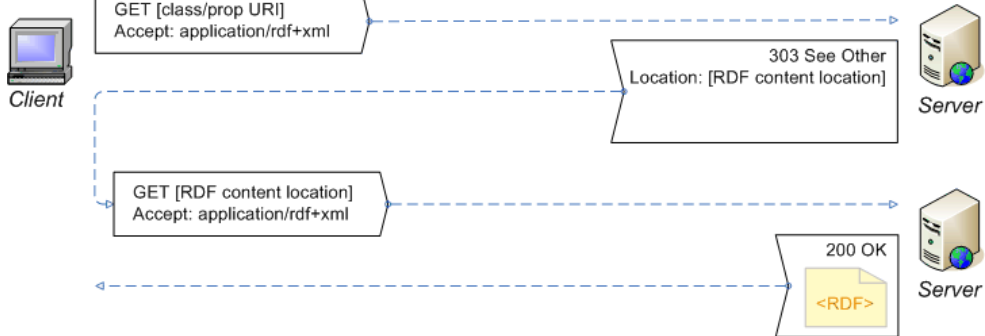 GET [class/prop URI]
Accept: application/rdf+xml
Client
303 See Other
Location: [RDF content location]
Server
GET [RDF content location]
Accept: application/rdf+xml
200 OK
<RDF>
Server